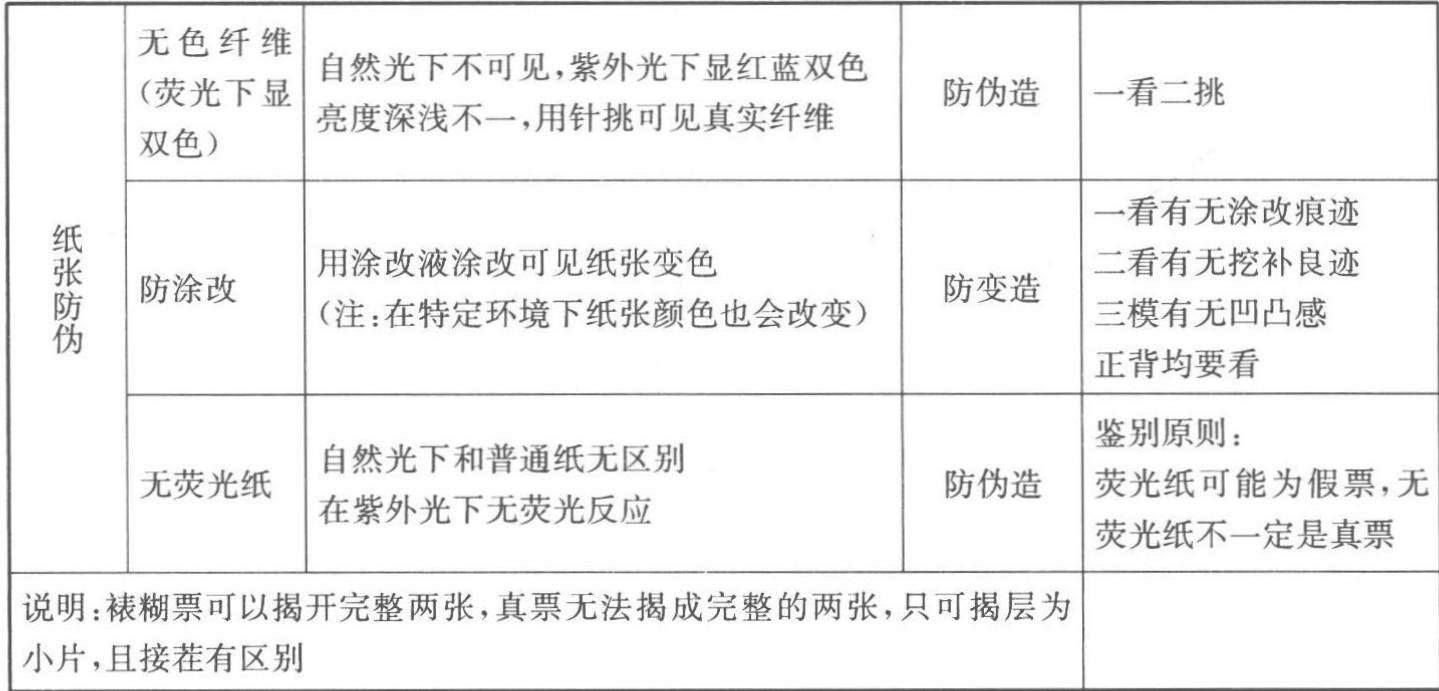 纸张防伪
无色纤维
(荧光下显
双色)
自然光下不可见,紫外光下显红蓝双色
亮度深浅不一,用针挑可见真实纤维
防伪造
一看二挑
防涂改
用涂改液涂改可见纸张变色
(注:在特定环境下纸张颜色也会改变)
防变造
一看有无涂改痕迹
二看有无挖补良迹
三模有无凹凸感
正背均要看
无荧光纸
自然光下和普通纸无区别
在紫外光下无荧光反应
防伪造
鉴别原则:
荧光纸可能为假票,无
荧光纸不一定是真票
说明:裱糊票可以揭开完整两张,真票无法揭成完整的两张,只可揭层为
小片,且接茬有区别